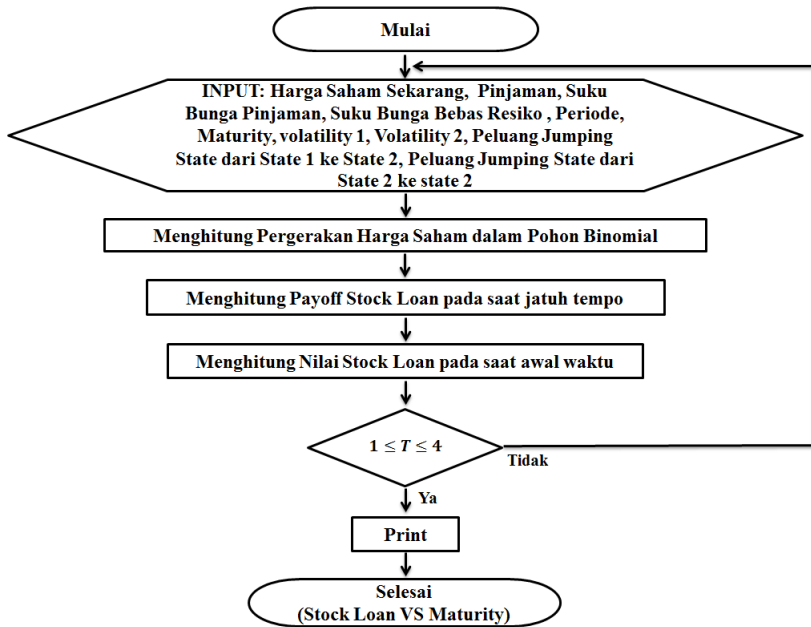 Mulai
INPUT: Harga Saham Sekarang, Pinjaman, Suku
Bunga Pinjaman, Suku Bunga Bebas Resiko , Periode,
Maturity, volatility 1, Volatility 2, Peluang Jumping
State dari State 1 ke State 2, Peluang Jumping State dari
State 2 ke state 2
Menghitung Pergerakan Harga Saham dalam Pohon Binomial
Menghitung Payoff Stock Loan pada saat jatuh tempo
Menghitung Nilai Stock Loan pada saat awal waktu
1 ≤ T ≤ 4
Tidak
Ya
Print
Selesai
(Stock Loan VS Maturity)